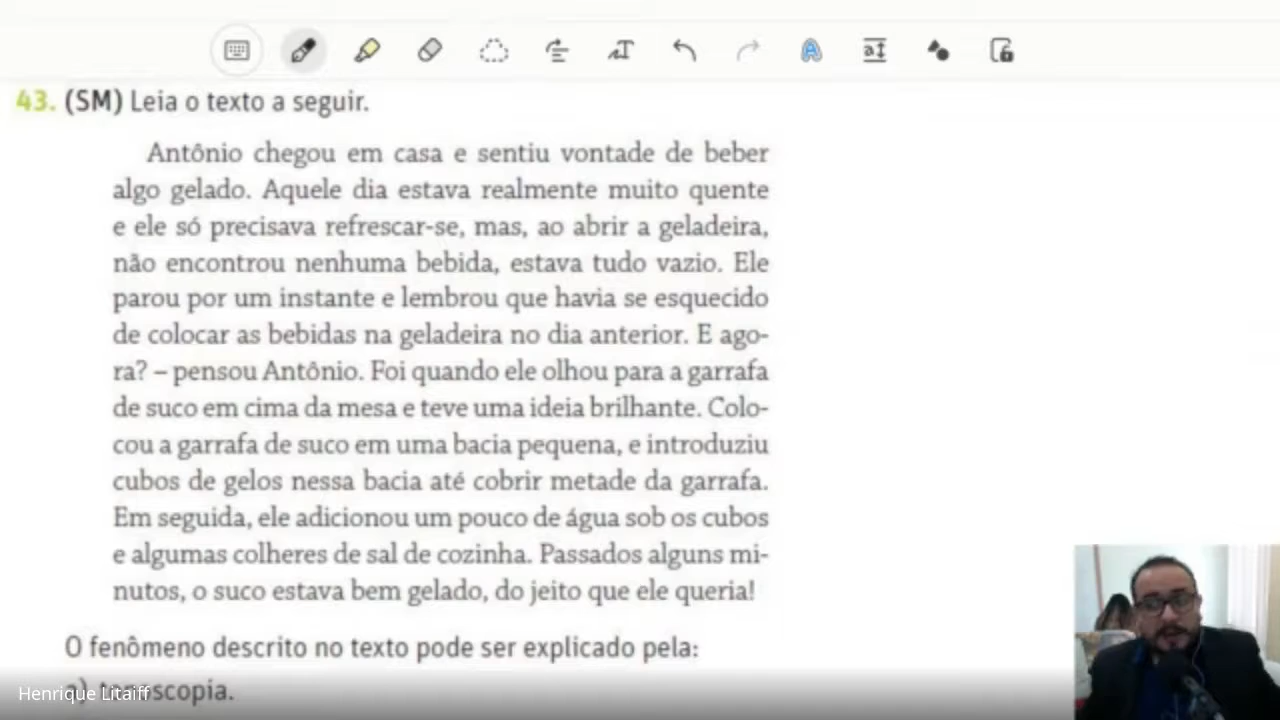 43. (SM) Leia o texto a seguir.
Antônio chegou em casa e sentiu vontade de beber
algo gelado. Aquele dia estava realmente muito quente
e ele só precisava refrescar-se, mas, ao abrir a geladeira,
não encontrou nenhuma bebida, estava tudo vazio. Ele
parou por um instante e lembrou que havia se esquecido
de colocar as bebidas na geladeira no dia anterior. E ago-
ra? – pensou Antônio. Foi quando ele olhou para a garrafa
de suco em cima da mesa e teve uma ideia brilhante. Colo-
cou a garrafa de suco em uma bacia pequena, e introduziu
cubos de gelos nessa bacia até cobrir metade da garrafa.
Em seguida, ele adicionou um pouco de água sob os cubos
e algumas colheres de sal de cozinha. Passados alguns mi-
nutos, o suco estava bem gelado, do jeito que ele queria!
O fenômeno descrito no texto pode ser explicado pela:
Henrique Litaiff